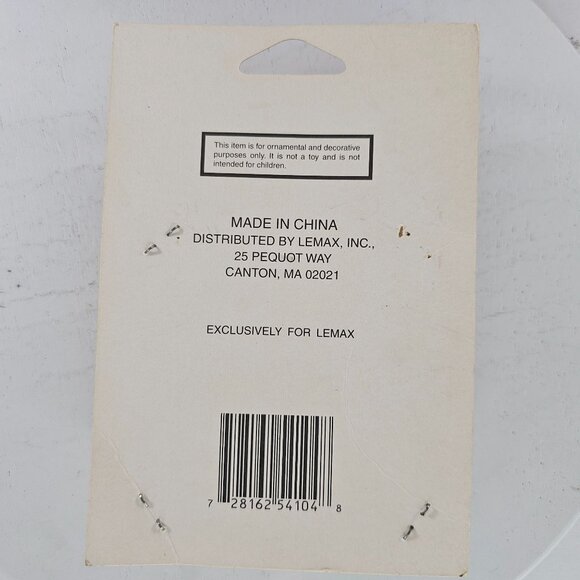 This item is for ornamental and decorative
purposes only. It is not a toy and is not
intended for children.
MADE IN CHINA
DISTRIBUTED BY LEMAX, INC.,
25 PEQUOT WAY
CANTON, MA 02021
EXCLUSIVELY FOR LEMAX
7 28162 54104 8